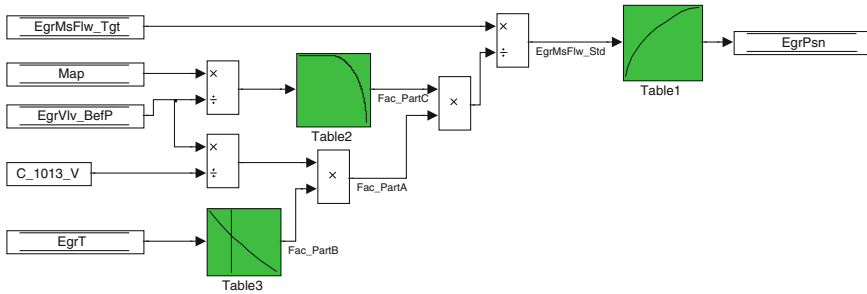 EgrMsFlw_Tgt
×
÷
EgrMsFlw_Std
Table1
EgrPsn
Map
×
÷
Table2
Fac_PartC
×
EgrVlv_BefP
×
÷
C_1013_V
×
Fac_PartA
EgrT
Table3
Fac_PartB